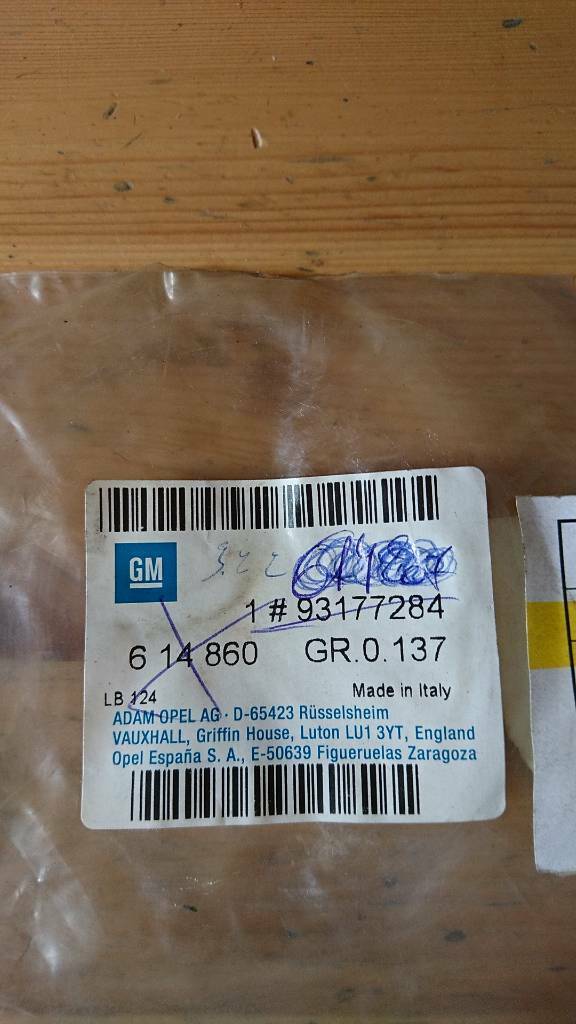 GM
1 # 93177284
6 14 860 GR.0.137
LB 124 Made in Italy
ADAM OPEL AG · D-65423 Rüsselsheim
VAUXHALL, Griffin House, Luton LU1 3YT, England
Opel España S. A., E-50639 Figueruelas Zaragoza